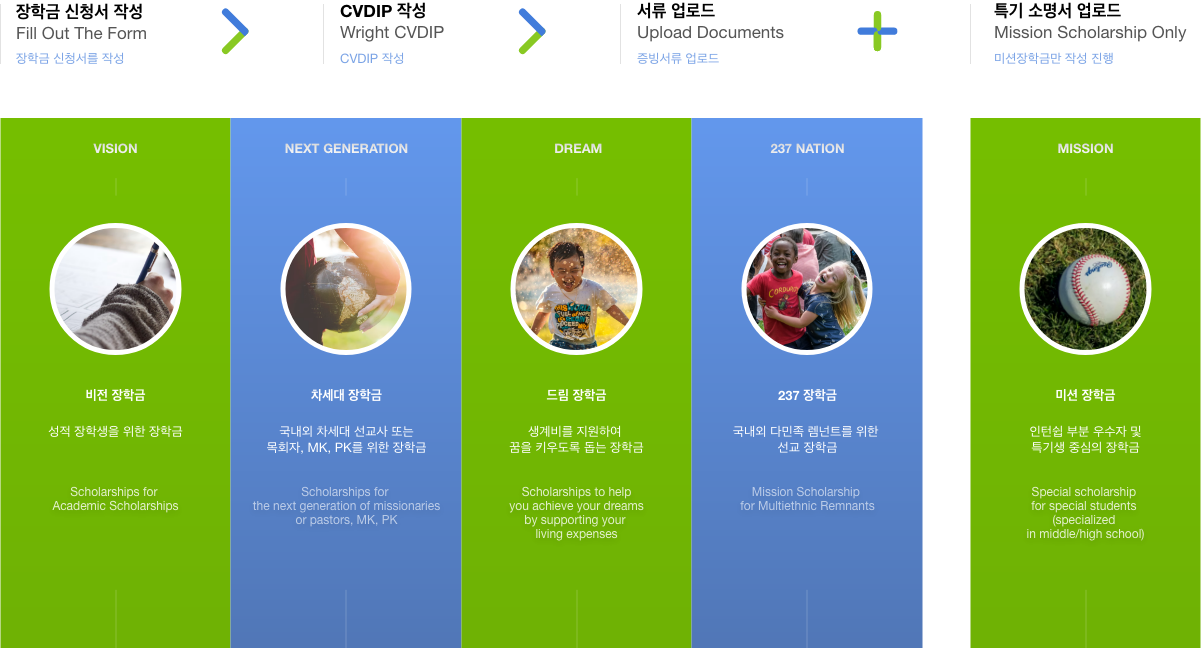 장학금 신청서 작성
Fill Out The Form
장학금 신청서를 작성
CVDIP 작성
Wright CVDIP
CVDIP 작성
서류 업로드
Upload Documents
증빙서류 업로드
특기 소명서 업로드
Mission Scholarship Only
미션장학금만 작성 진행
VISION
비전 장학금
성적 장학생을 위한 장학금
Scholarships for
Academic Scholarships
NEXT GENERATION
차세대 장학금
국내외 차세대 선교사 또는
목회자, MK, PK를 위한 장학금
Scholarships for
the next generation of missionaries
or pastors, MK, PK
DREAM
드림 장학금
생계비를 지원하여
꿈을 키우도록 돕는 장학금
Scholarships to help
you achieve your dreams
by supporting your
living expenses
237 NATION
237 장학금
국내외 다민족 렘넌트를 위한
선교 장학금
Mission Scholarship
for Multiethnic Remnants
MISSION
미션 장학금
인턴쉽 부분 우수자 및
특기생 중심의 장학금
Special scholarship
for special students
(specialized
in middle/high school)